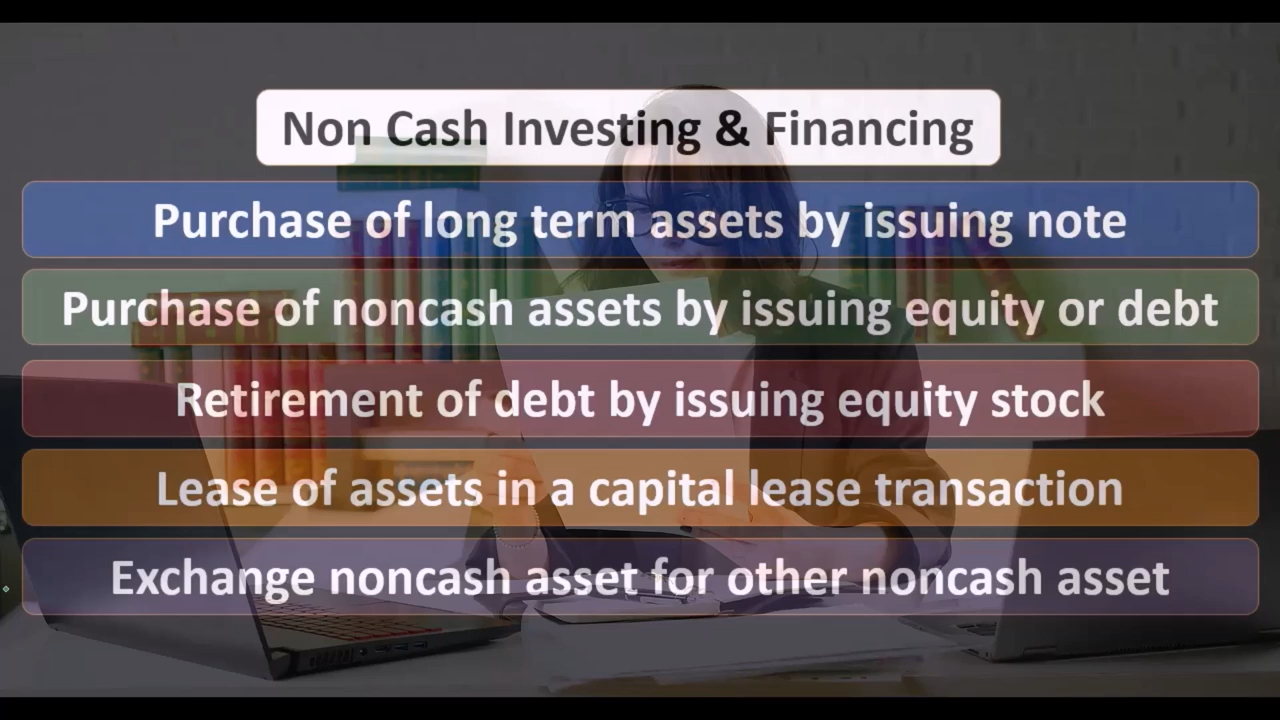 Non Cash Investing & Financing
Purchase of long term assets by issuing note
Purchase of noncash assets by issuing equity or debt
Retirement of debt by issuing equity stock
Lease of assets in a capital lease transaction
Exchange noncash asset for other noncash asset